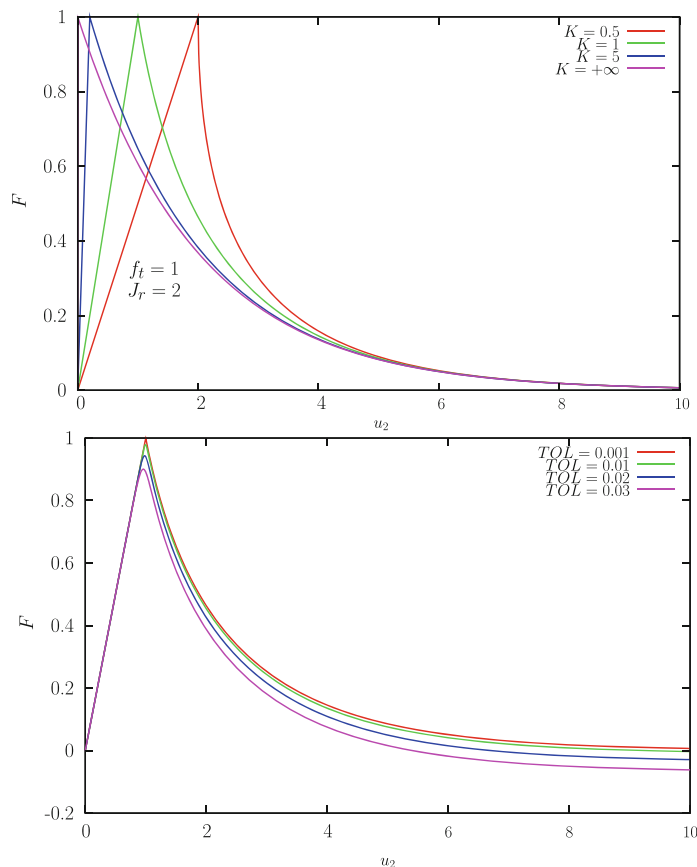 1
0.8
0.6
0.4
0.2
0
F
K = 0.5
K = 1
K = 5
K = +∞
f_t = 1
J_r = 2
0 2 4 6 8 10
u_2
1
0.8
0.6
0.4
0.2
0
-0.2
F
TOL = 0.001
TOL = 0.01
TOL = 0.02
TOL = 0.03
0 2 4 6 8 10
u_2